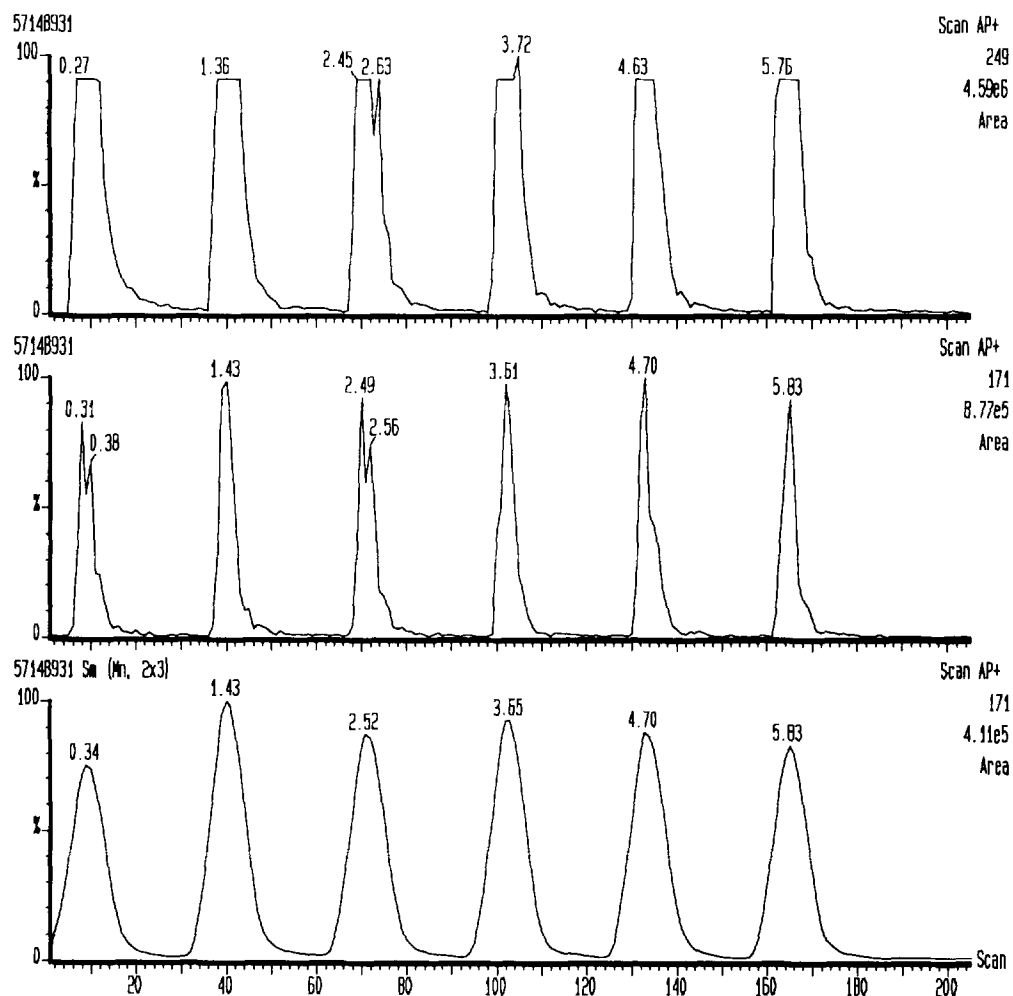 57148931
Scan AP+
249
4.59e6
Area
100
%
0
0.27
1.36
2.45
2.63
3.72
4.63
5.76
57148931
Scan AP+
171
8.77e5
Area
100
%
0
0.31
0.38
1.43
2.49
2.56
3.61
4.70
5.83
57148931 Sm (Mn, 2x3)
Scan AP+
171
4.11e5
Area
100
%
0
0.34
1.43
2.52
3.65
4.70
5.83
Scan
20 40 60 80 100 120 140 160 180 200